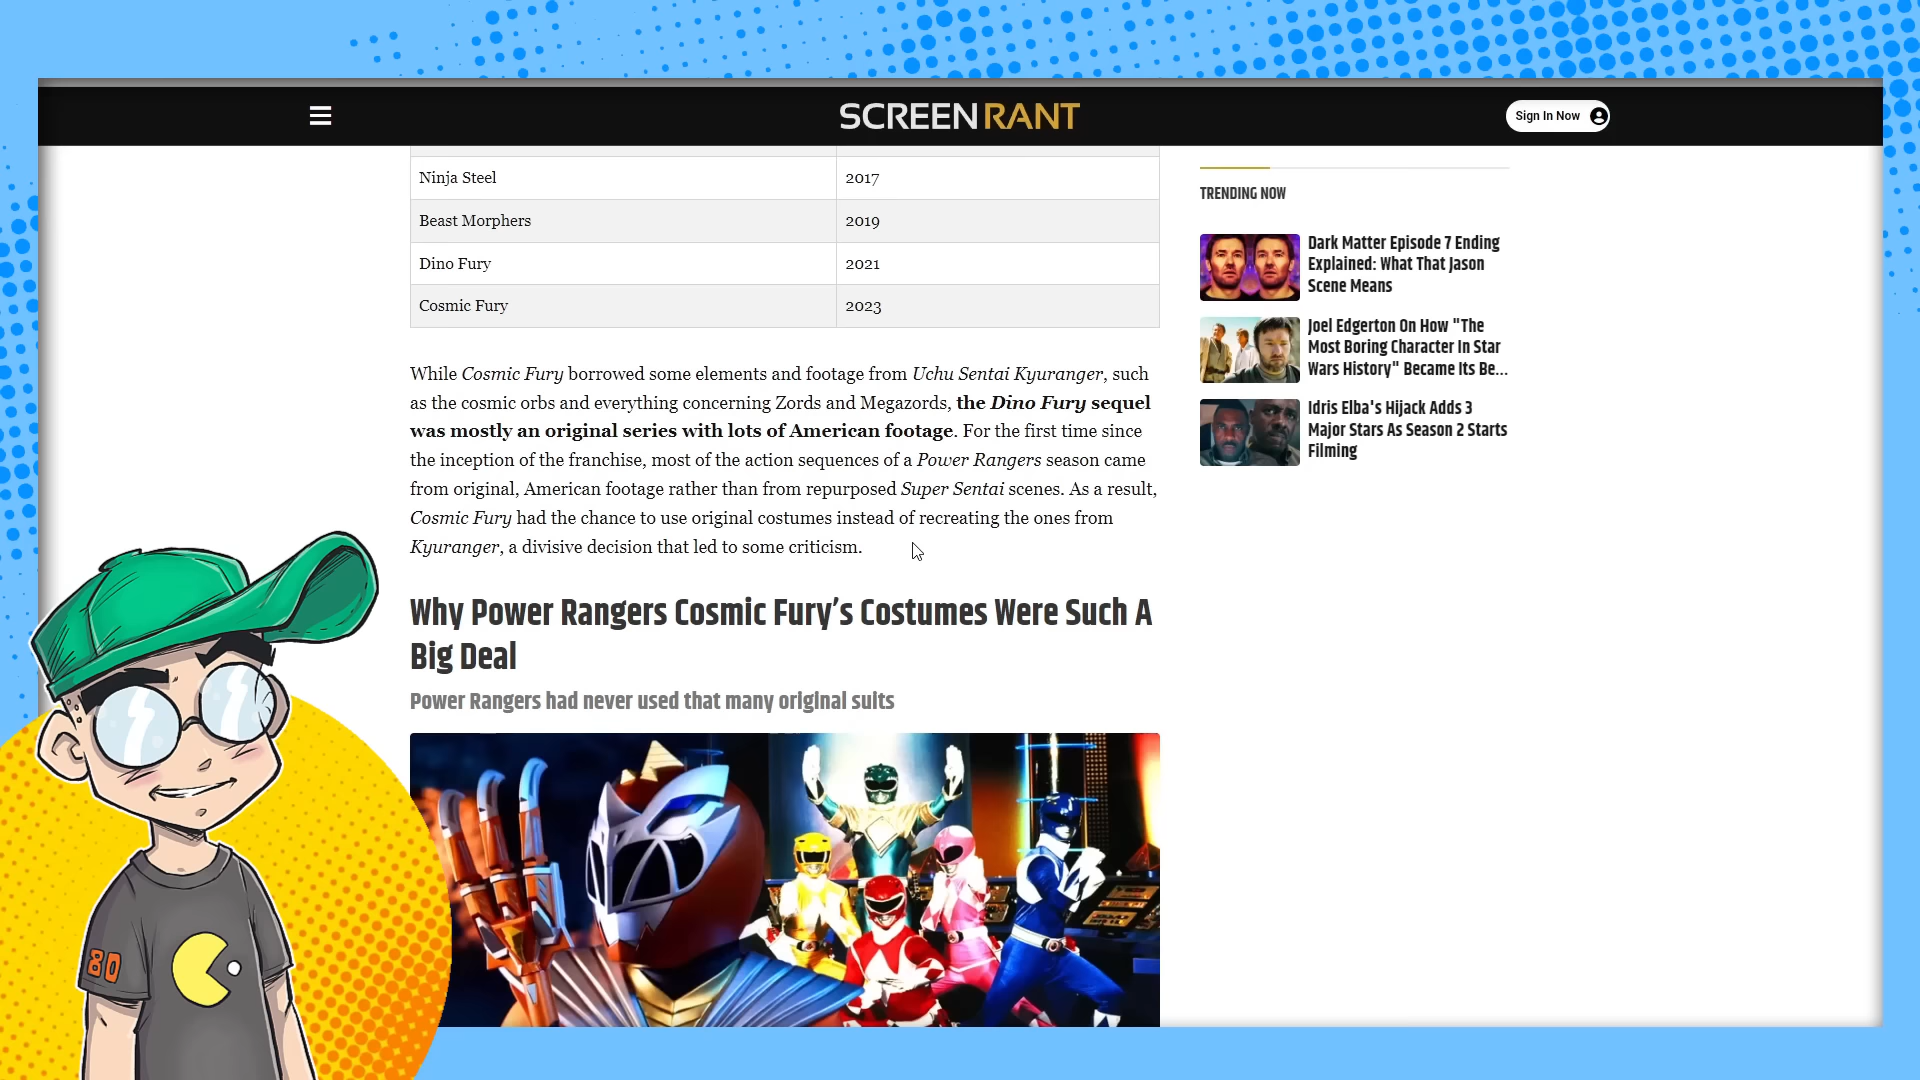 SCREENRANT
Sign In Now
Ninja Steel 2017
Beast Morphers 2019
Dino Fury 2021
Cosmic Fury 2023
While Cosmic Fury borrowed some elements and footage from Uchu Sentai Kyuranger, such
as the cosmic orbs and everything concerning Zords and Megazords, the Dino Fury sequel
was mostly an original series with lots of American footage. For the first time since
the inception of the franchise, most of the action sequences of a Power Rangers season came
from original, American footage rather than from repurposed Super Sentai scenes. As a result,
Cosmic Fury had the chance to use original costumes instead of recreating the ones from
Kyuranger, a divisive decision that led to some criticism.
Why Power Rangers Cosmic Fury’s Costumes Were Such A
Big Deal
Power Rangers had never used that many original suits
TRENDING NOW
Dark Matter Episode 7 Ending
Explained: What That Jason
Scene Means
Joel Edgerton On How "The
Most Boring Character In Star
Wars History" Became Its Be...
Idris Elba's Hijack Adds 3
Major Stars As Season 2 Starts
Filming
80